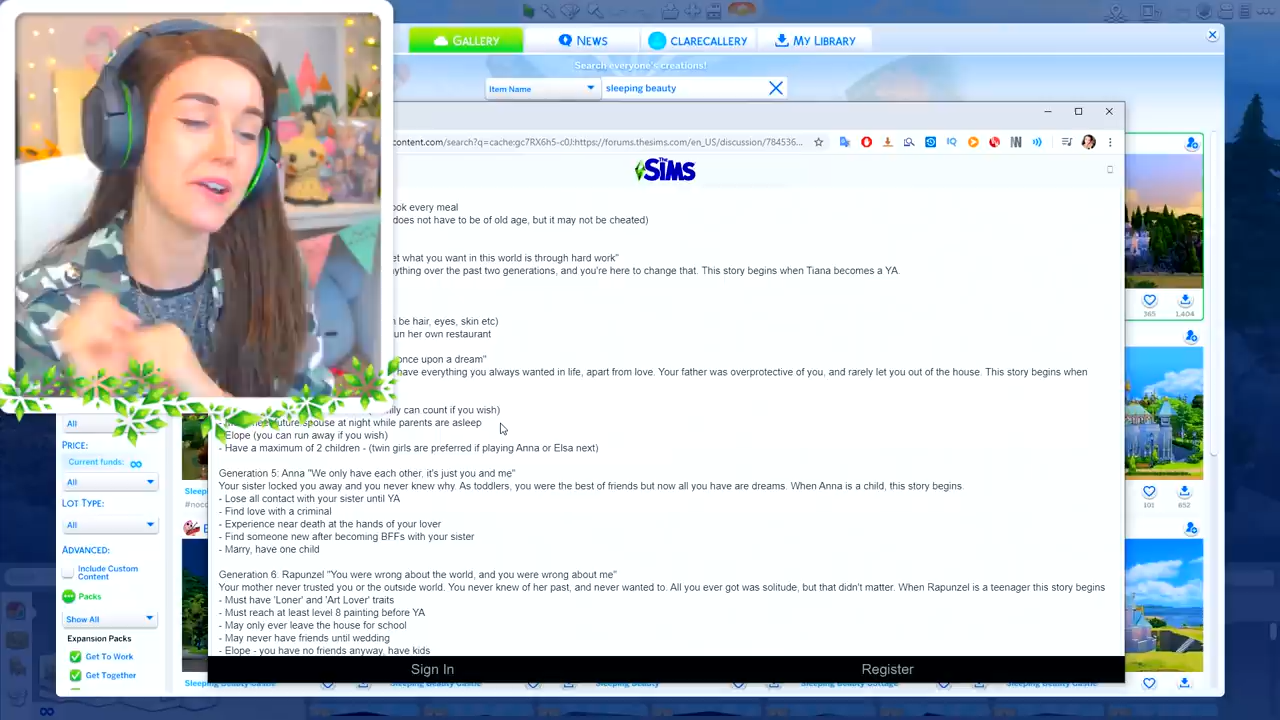 GALLERY
NEWS
CLARECALLERY
MY LIBRARY
Search everyone's creations!
Item Name
sleeping beauty
content.com/search?q=cache:gc7RX6h5-c0J:https://forums.thesims.com/en_US/discussion/784536...
THE SIMS
ook every meal
does not have to be of old age, but it may not be cheated)
et what you want in this world is through hard work"
ything over the past two generations, and you're here to change that. This story begins when Tiana becomes a YA.
n be hair, eyes, skin etc)
un her own restaurant
once upon a dream"
have everything you always wanted in life, apart from love. Your father was overprotective of you, and rarely let you out of the house. This story begins when
ily can count if you wish)
future spouse at night while parents are asleep
- Elope (you can run away if you wish)
- Have a maximum of 2 children - (twin girls are preferred if playing Anna or Elsa next)
Generation 5: Anna "We only have each other, it's just you and me"
Your sister locked you away and you never knew why. As toddlers, you were the best of friends but now all you have are dreams. When Anna is a child, this story begins.
- Lose all contact with your sister until YA
- Find love with a criminal
- Experience near death at the hands of your lover
- Find someone new after becoming BFFs with your sister
- Marry, have one child
Generation 6. Rapunzel "You were wrong about the world, and you were wrong about me"
Your mother never trusted you or the outside world. You never knew of her past, and never wanted to. All you ever got was solitude, but that didn't matter. When Rapunzel is a teenager this story begins
- Must have 'Loner' and 'Art Lover' traits
- Must reach at least level 8 painting before YA
- May only ever leave the house for school
- May never have friends until wedding
- Elope - you have no friends anyway, have kids
Sign In
Register
All
PRICE:
Current funds: ∞
All
LOT TYPE:
All
ADVANCED:
Include Custom
Content
Packs
Show All
Expansion Packs
Get To Work
Get Together
365
1,404
101
652
Sleepi
#nocc
Sleeping Beauty Castle
Sleeping Beauty